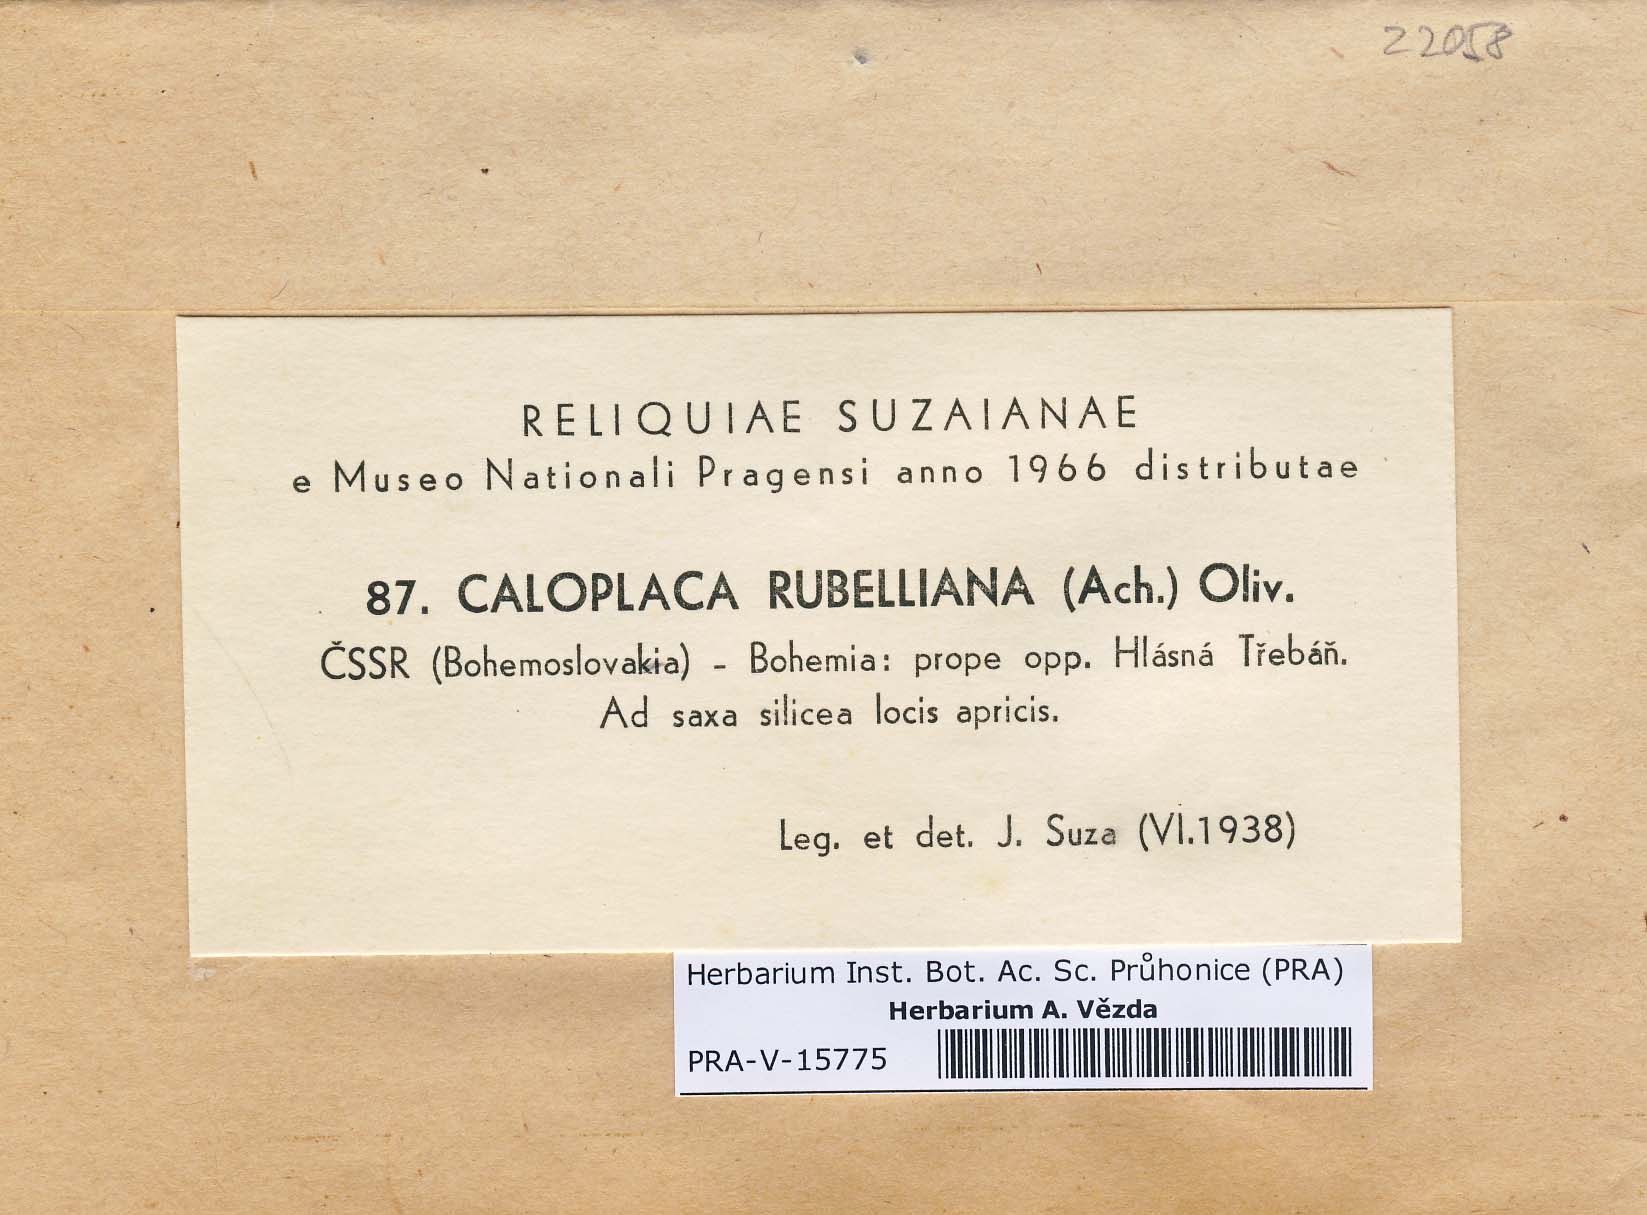 22058
RELIQUIAE SUZAIANAE
e Museo Nationali Pragensi anno 1966 distributae
87. CALOPLACA RUBELLIANA (Ach.) Oliv.
ČSSR (Bohemoslovakia) - Bohemia: prope opp. Hlásná Třebáň.
Ad saxa silicea locis apricis.
Leg. et det. J. Suza (VI.1938)
Herbarium Inst. Bot. Ac. Sc. Průhonice (PRA)
Herbarium A. Vězda
PRA-V-15775